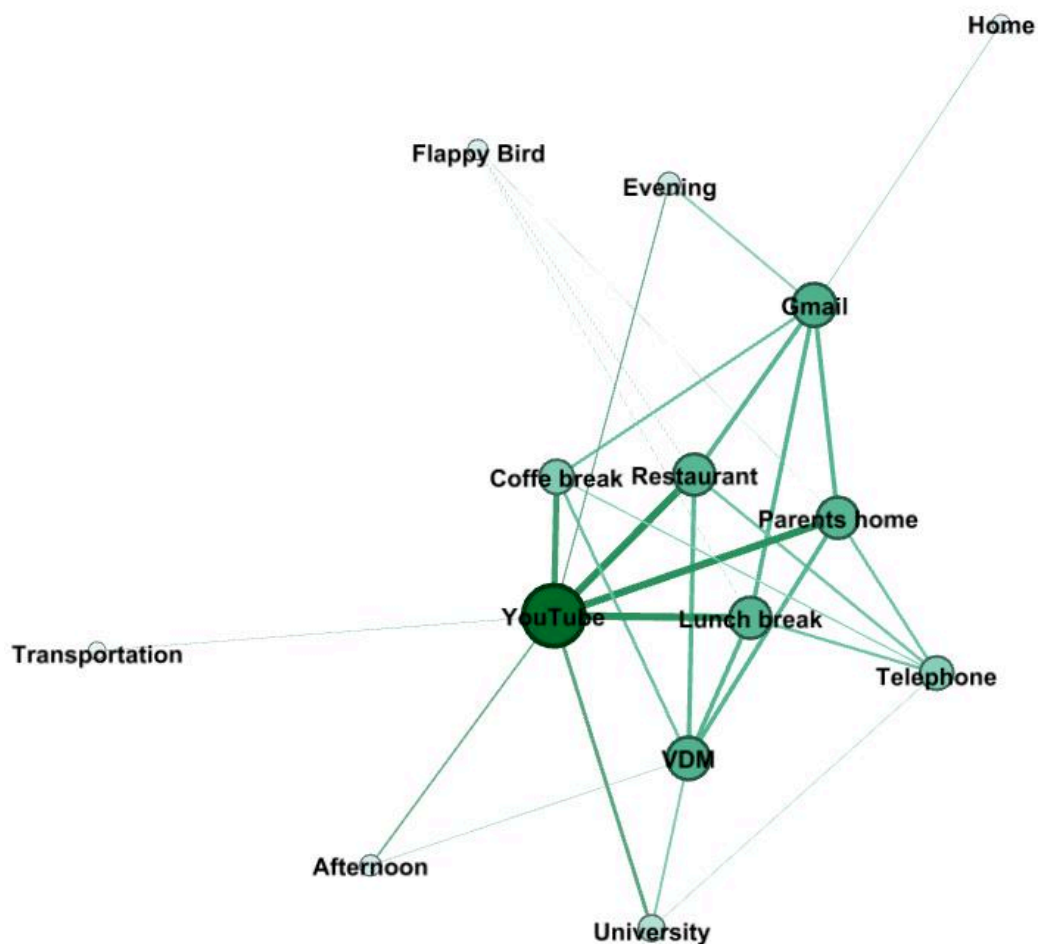 Home
Flappy Bird
Evening
Gmail
Coffe break
Restaurant
Parents home
YouTube
Lunch break
Transportation
Telephone
VDM
Afternoon
University